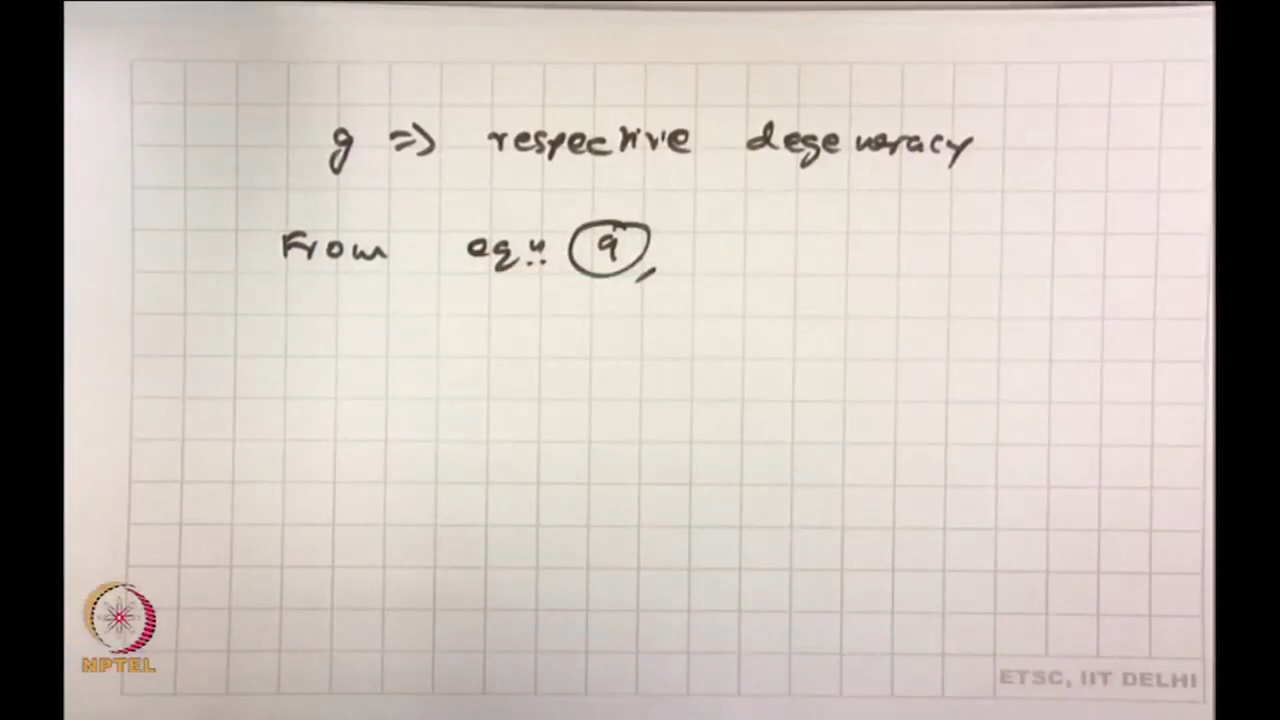 g => respective degeneracy
From eqn. 9,
NPTEL
ETSC, IIT DELHI